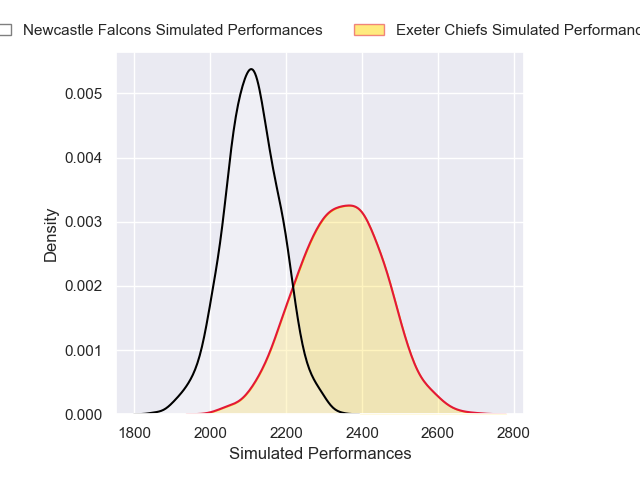 Newcastle Falcons Simulated Performances Exeter Chiefs Simulated
0.005
0.004
0.003
0.002
0.001
0.000
Density
1800 2000 2200 2400 2600 2800
Simulated Performances